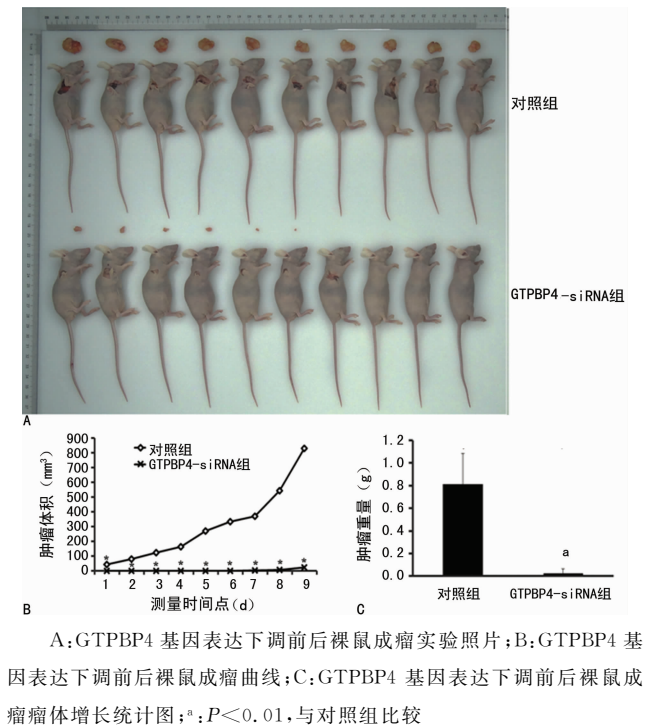 对照组
GTPBP4-siRNA组
A
900
800
700
600
500
400
300
200
100
0
肿瘤体积（mm³）
对照组
GTPBP4-siRNA组
* * * * * * * * *
1 2 3 4 5 6 7 8 9
测量时间点（d）
B
1.2
1.0
0.8
0.6
0.4
0.2
0.0
肿瘤重量（g）
a
对照组 GTPBP4-siRNA组
C
A:GTPBP4 基因表达下调前后裸鼠成瘤实验照片;B:GTPBP4 基
因表达下调前后裸鼠成瘤曲线;C:GTPBP4 基因表达下调前后裸鼠成
瘤瘤体增长统计图;ᵃ:P<0.01,与对照组比较